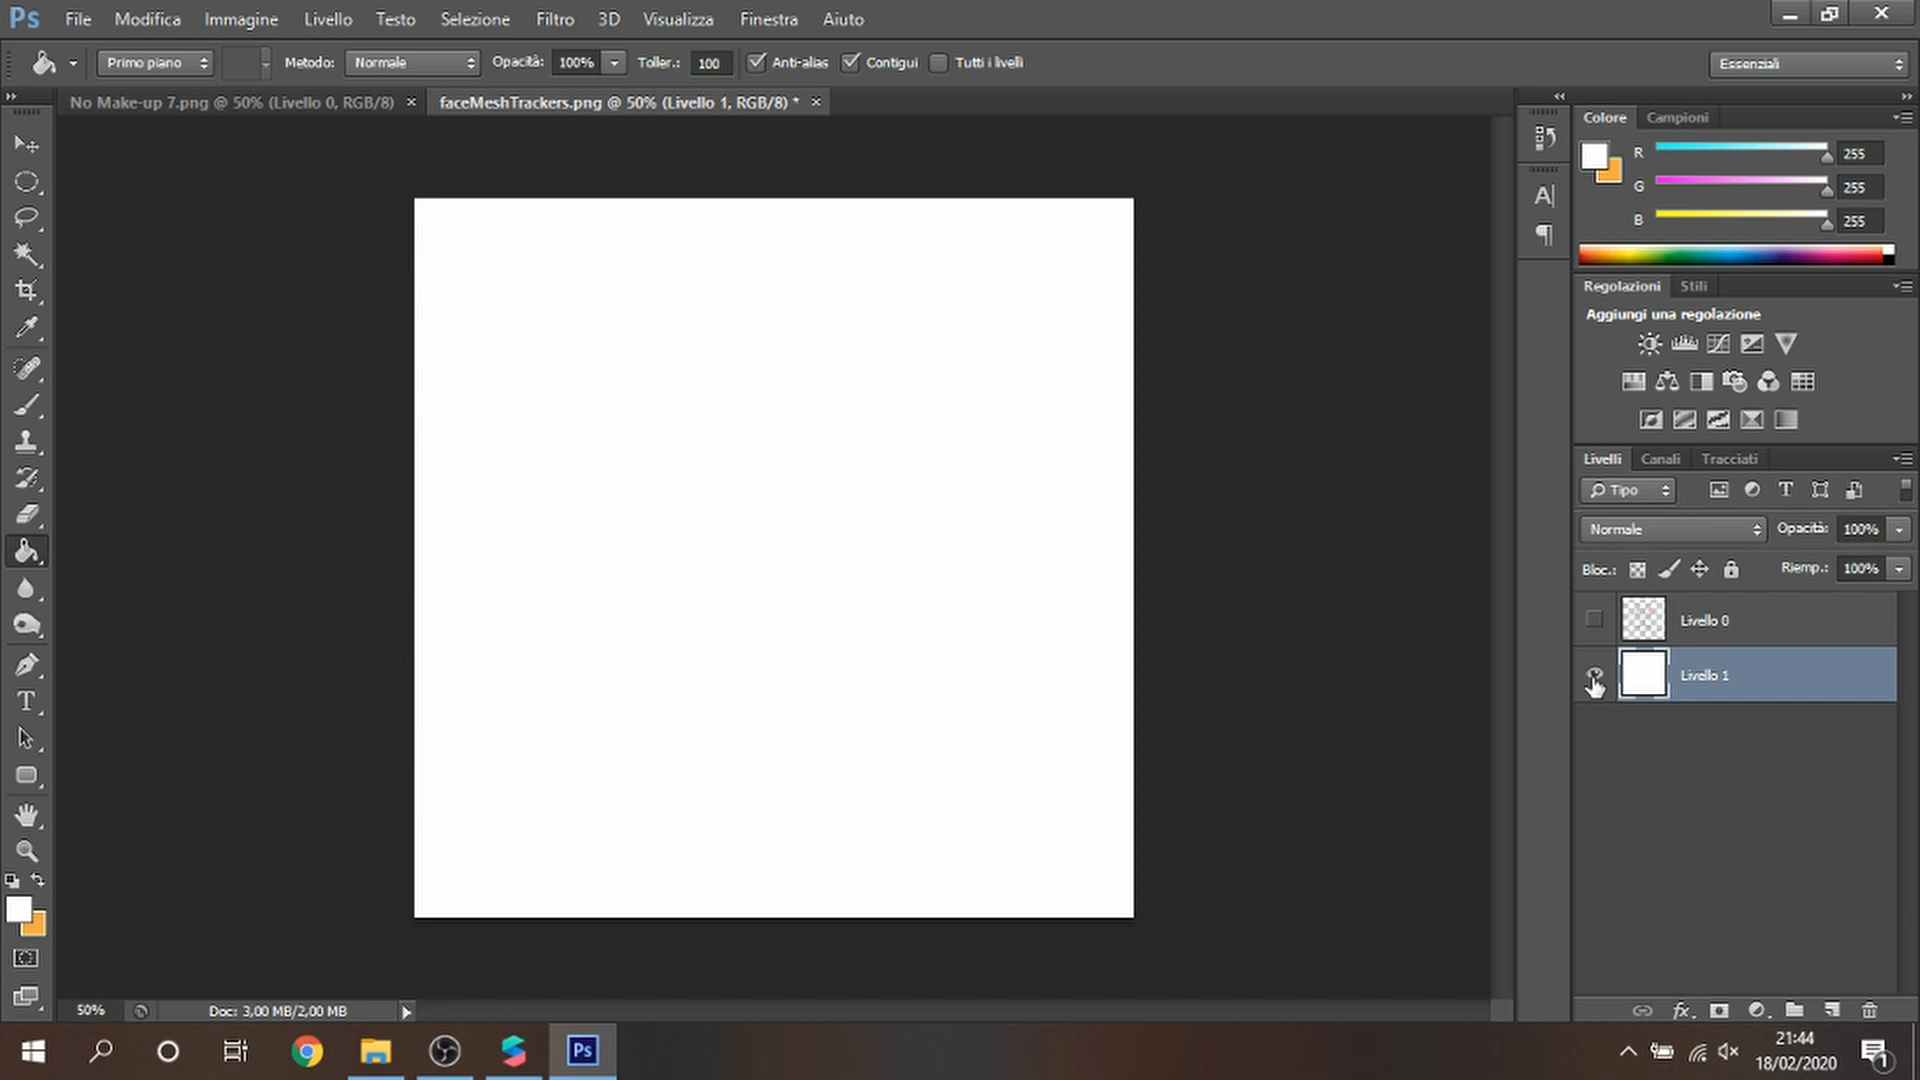 Ps File Modifica Immagine Livello Testo Selezione Filtro 3D Visualizza Finestra Aiuto
Primo piano Metodo: Normale Opacità: 100% Toller.: 100 Anti-alias Contigui Tutti i livelli Essenziali
No Make-up 7.png @ 50% (Livello 0, RGB/8) × faceMeshTrackers.png @ 50% (Livello 1, RGB/8) * ×
Colore Campioni
R 255
G 255
B 255
Regolazioni Stili
Aggiungi una regolazione
Livelli Canali Tracciati
Tipo
Normale Opacità: 100%
Bloc.: Riemp.: 100%
Livello 0
Livello 1
50% Doc: 3,00 MB/2,00 MB
fx
Ps
21:44
18/02/2020
1